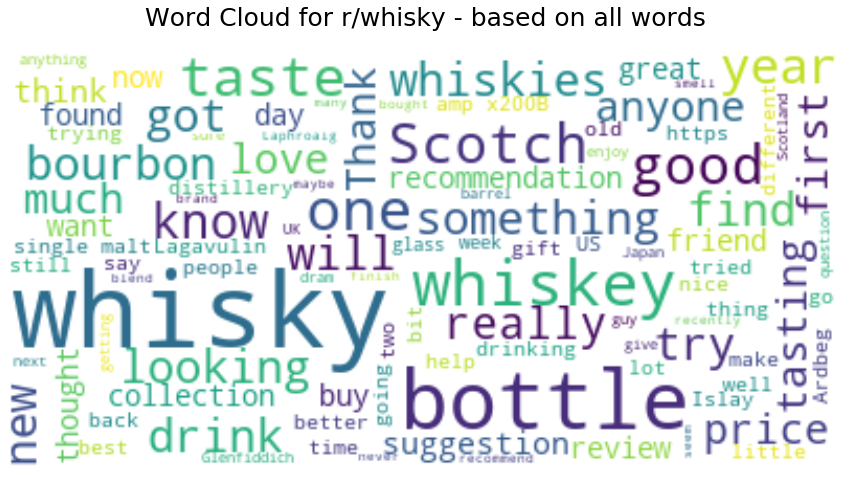 Word Cloud for r/whisky - based on all words
anything
think
now
taste
many
whiskies
bought
great
smell
year
found
got
day
amp x200B
anyone
trying
sure
Laphroaig
Thank
Scotch
old
https
different
Scotland
first
bourbon
love
enjoy
good
much
distillery
maybe
recommendation
brand
barrel
want
know
one
something
find
UK
single malt
Lagavulin
will
glass
week
gift
US
Japan
friend
question
still
say
people
blend
dram
finish
whiskey
tried
nice
go
whisky
really
guy
thing
tasting
getting
bit
recently
try
next
looking
two
drinking
give
make
Ardbeg
thought
help
lot
new
collection
buy
going
bottle
well
Islay
back
better
price
best
drink
time
suggestion
review
seem
little
Glenfiddich
never
recommend